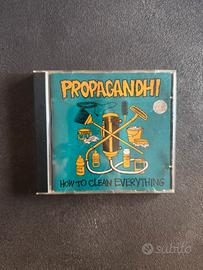 PROPAGANDHI
HOW TO CLEAN EVERYTHING
subito